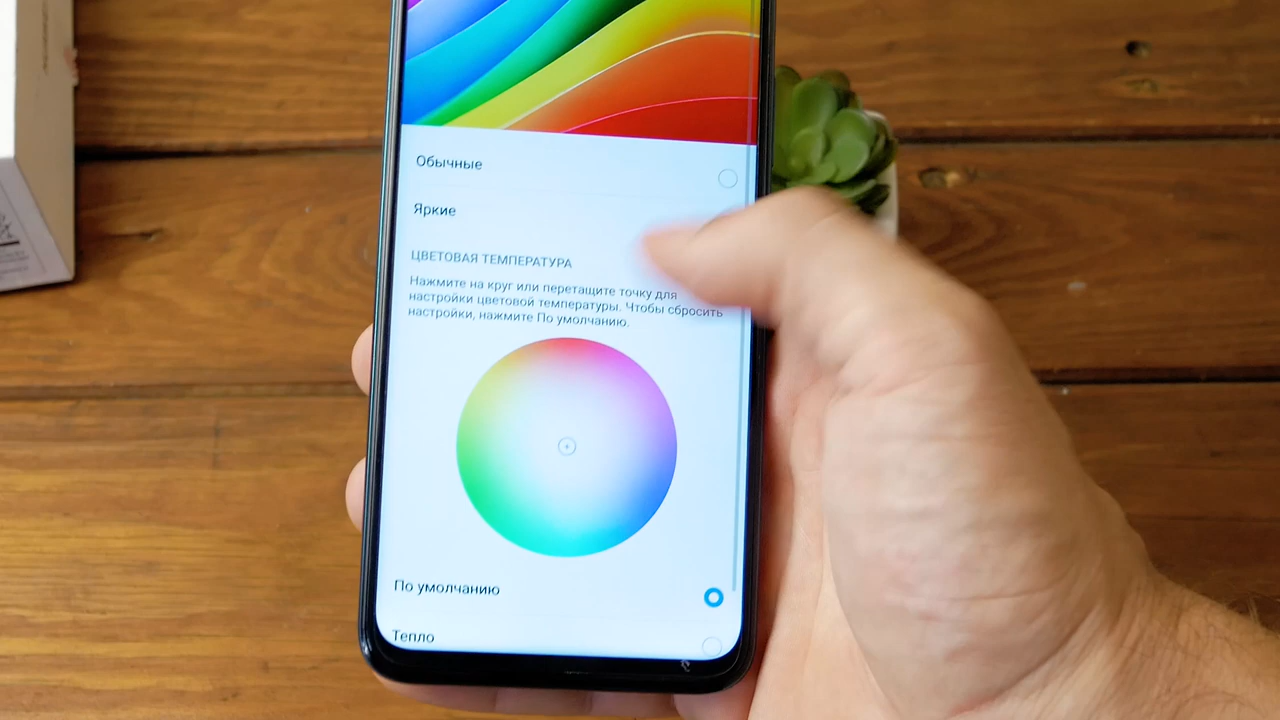 Обычные
Яркие
ЦВЕТОВАЯ ТЕМПЕРАТУРА
Нажмите на круг или перетащите точку для
настройки цветовой температуры. Чтобы сбросить
настройки, нажмите По умолчанию.
По умолчанию
Тепло